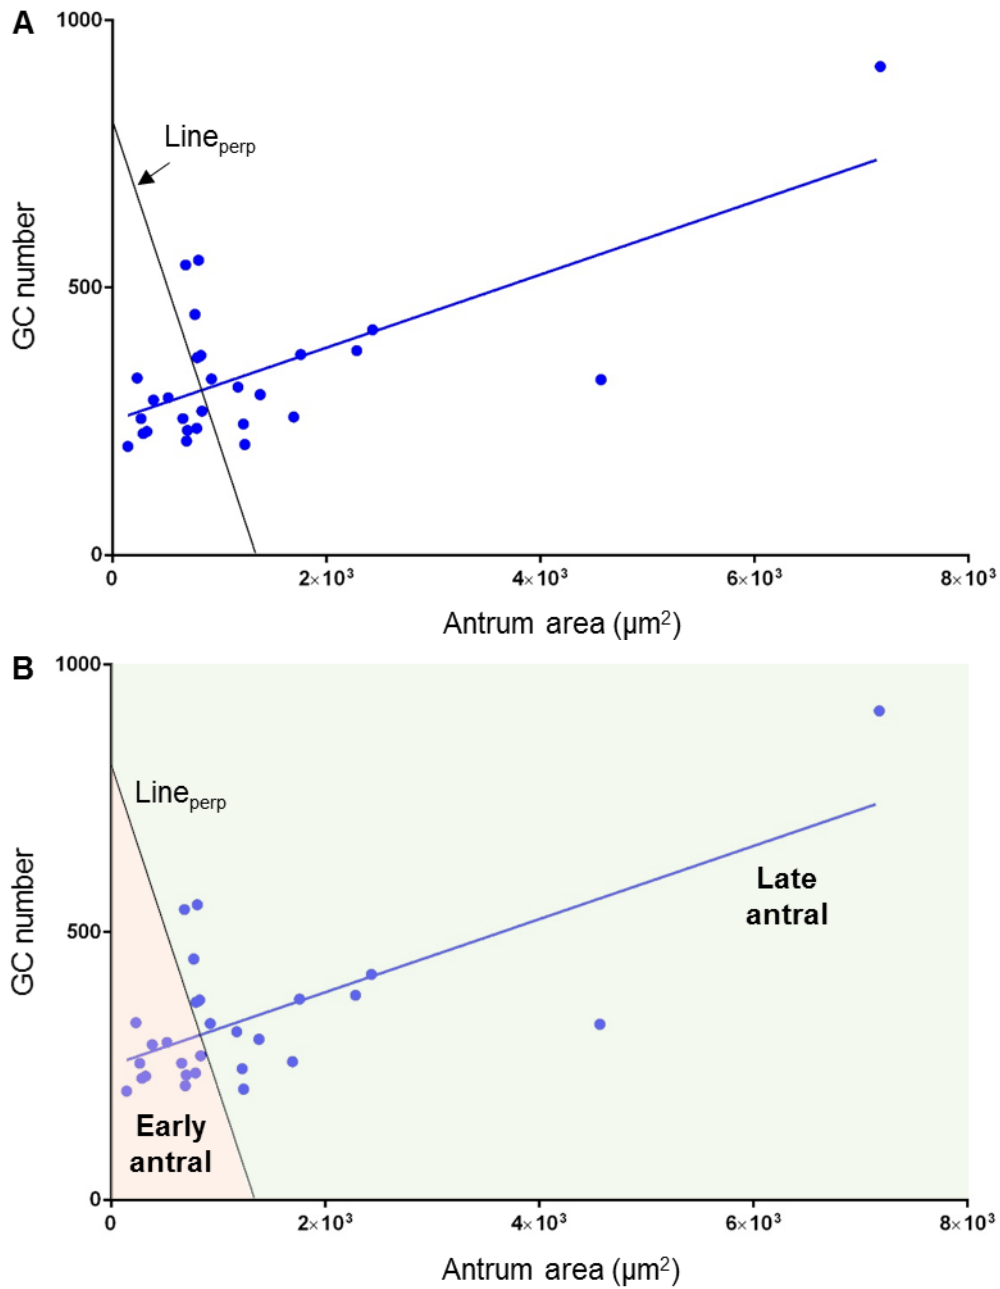 A
1000
Line_perp
GC number
500
0
0 2×10³ 4×10³ 6×10³ 8×10³
Antrum area (µm²)
B
1000
Line_perp
Late
antral
GC number
500
Early
antral
0
0 2×10³ 4×10³ 6×10³ 8×10³
Antrum area (µm²)